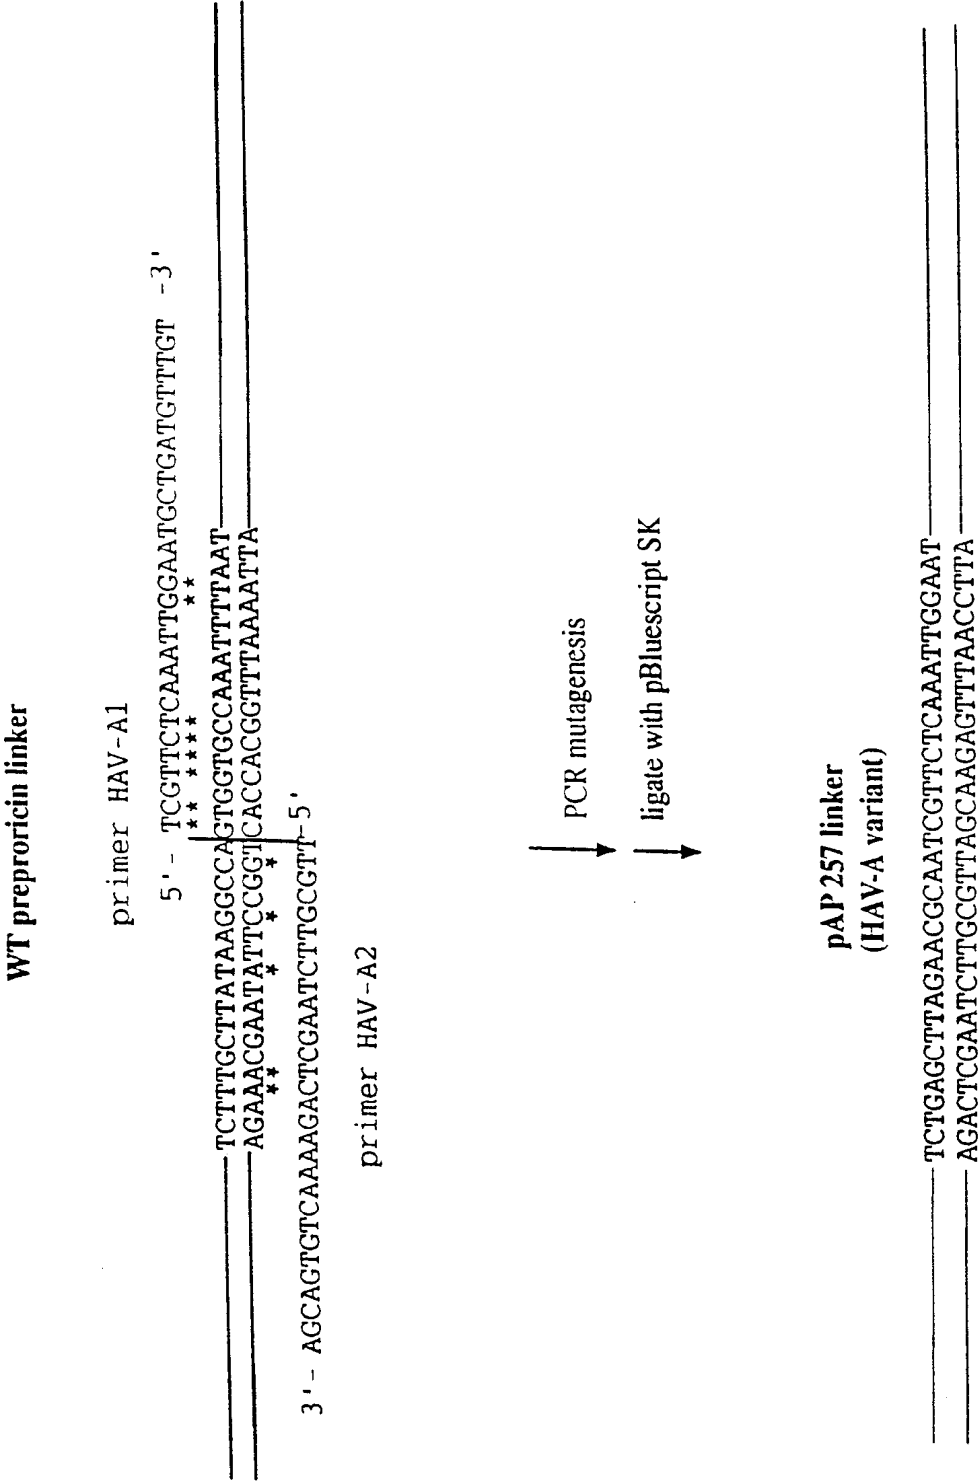 WT preproricin linker
primer HAV-A1
5'- TCGTTCTCAAATTGGAATGCTGATGTTTGT -3'
** **** **
TCTTTGCTTATAAGGCCAGTGGTGCCAAATTTTAAT
AGAAACGAATATTCCGGTCACCACGGTTTAAAATTA
** * * *
3'- AGCAGTGTCAAAAGACTCGAATCTTGCGTT-5'
primer HAV-A2
PCR mutagenesis
ligate with pBluescript SK
pAP 257 linker
(HAV-A variant)
TCTGAGCTTAGAACGCAATCGTTCTCAAATTGGAAT
AGACTCGAATCTTGCGTTAGCAAGAGTTTAACCTTA